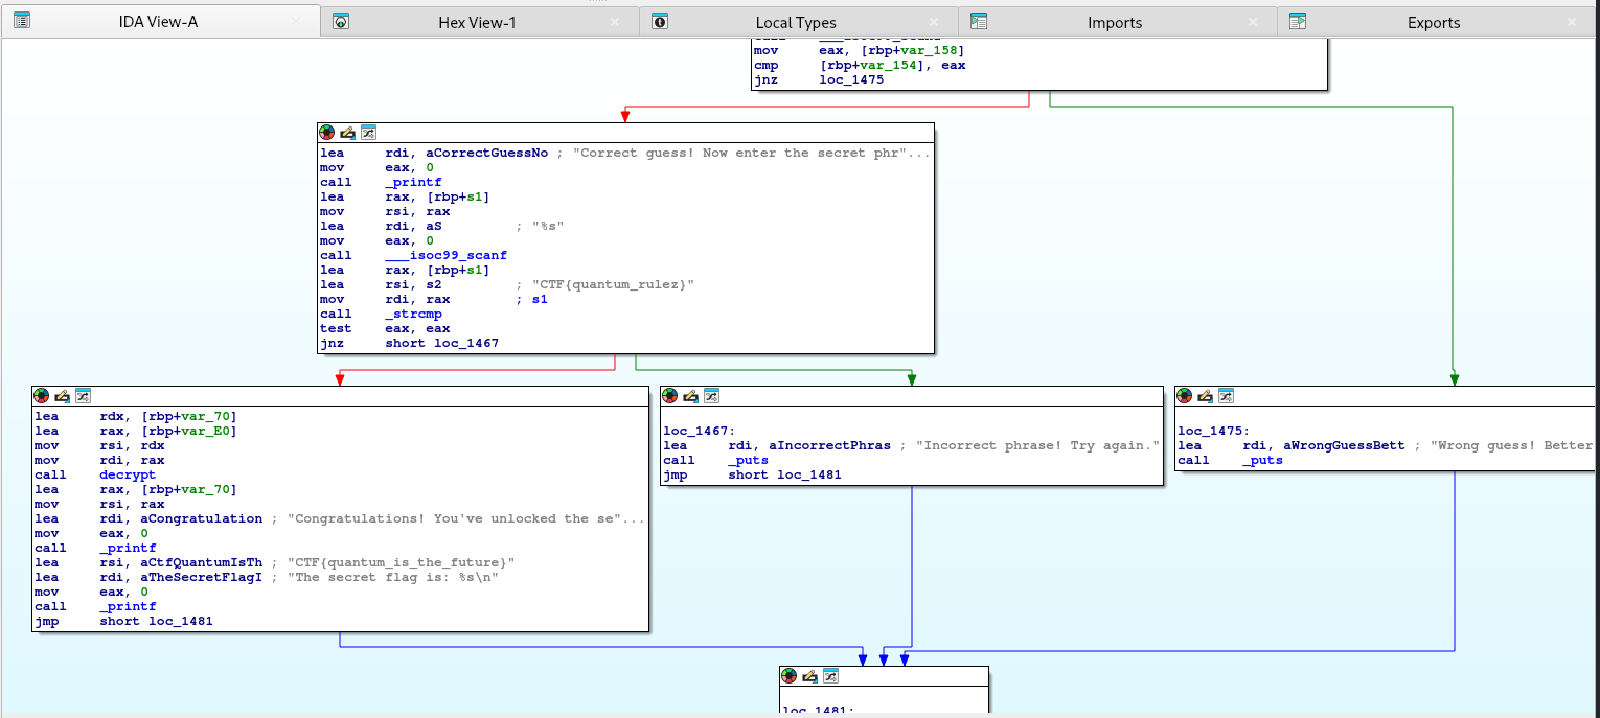 IDA View-A
Hex View-1
Local Types
Imports
Exports
mov eax, [rbp+var_158]
cmp [rbp+var_154], eax
jnz loc_1475
lea rdi, aCorrectGuessNo ; "Correct guess! Now enter the secret phr"...
mov eax, 0
call _printf
lea rax, [rbp+s1]
mov rsi, rax
lea rdi, aS ; "%s"
mov eax, 0
call ___isoc99_scanf
lea rax, [rbp+s1]
lea rsi, s2 ; "CTF{quantum_rulez}"
mov rdi, rax ; s1
call _strcmp
test eax, eax
jnz short loc_1467
lea rdx, [rbp+var_70]
lea rax, [rbp+var_E0]
mov rsi, rdx
mov rdi, rax
call decrypt
lea rax, [rbp+var_70]
mov rsi, rax
lea rdi, aCongratulation ; "Congratulations! You've unlocked the se"...
mov eax, 0
call _printf
lea rsi, aCtfQuantumIsTh ; "CTF{quantum_is_the_future}"
lea rdi, aTheSecretFlagI ; "The secret flag is: %s\n"
mov eax, 0
call _printf
jmp short loc_1481
loc_1467:
lea rdi, aIncorrectPhras ; "Incorrect phrase! Try again."
call _puts
jmp short loc_1481
loc_1475:
lea rdi, aWrongGuessBett ; "Wrong guess! Better
call _puts
loc_1481: